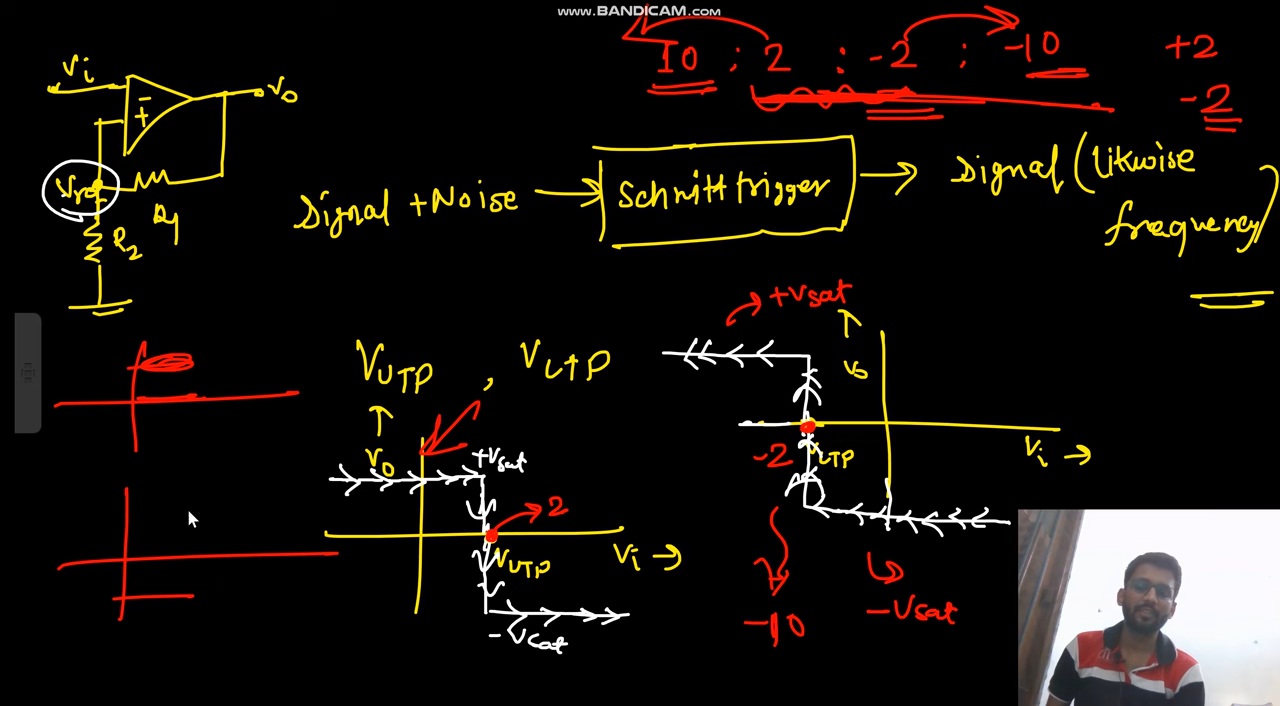 www.BANDICAM.com
10 ; 2 : -2 ; -10
+2
-2
Vi
-
+
Vo
Vref
R1
R2
Signal + Noise
Schmitt trigger
Signal (likwise
frequency)
VUTP , VLTP
Vo
+Vsat
2
VUTP
Vi
-Vsat
+Vsat
Vo
-2
VLTP
Vi
-10
-Vsat